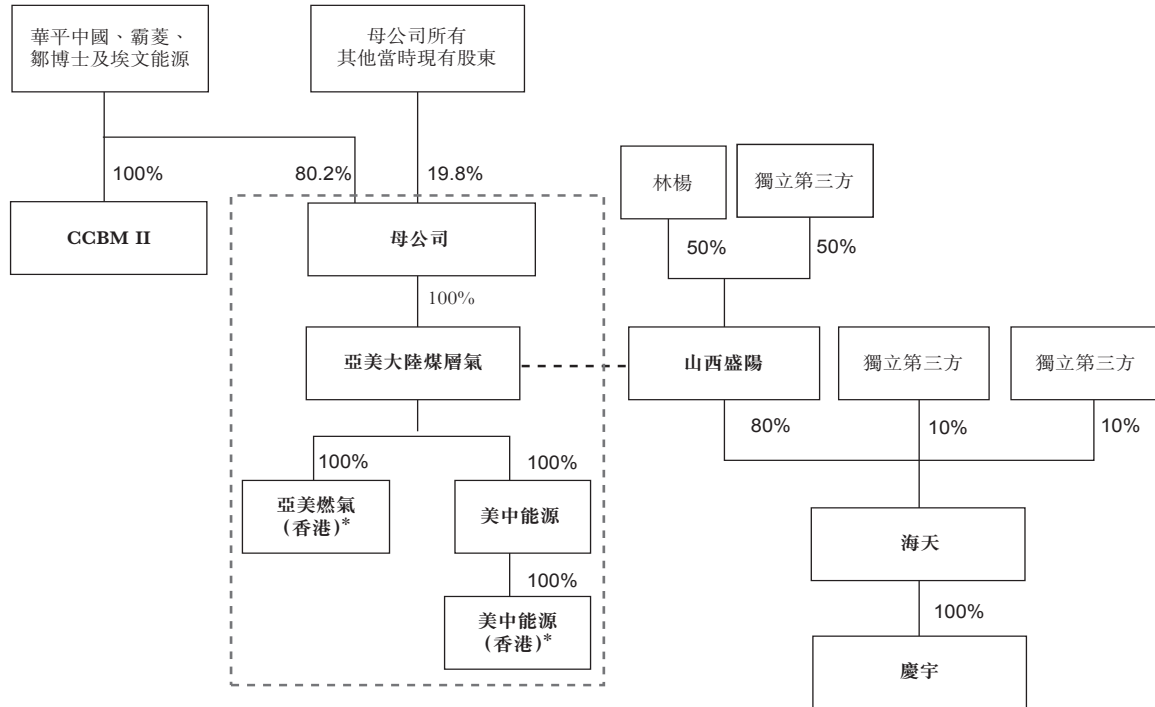 華平中國、霸菱、
鄒博士及埃文能源
母公司所有
其他當時現有股東
100%
80.2%
19.8%
林楊
獨立第三方
CCBM II
母公司
50%
50%
100%
亞美大陸煤層氣
山西盛陽
獨立第三方
獨立第三方
80%
10%
10%
100%
100%
亞美燃氣
(香港)*
美中能源
海天
100%
100%
美中能源
(香港)*
慶宇